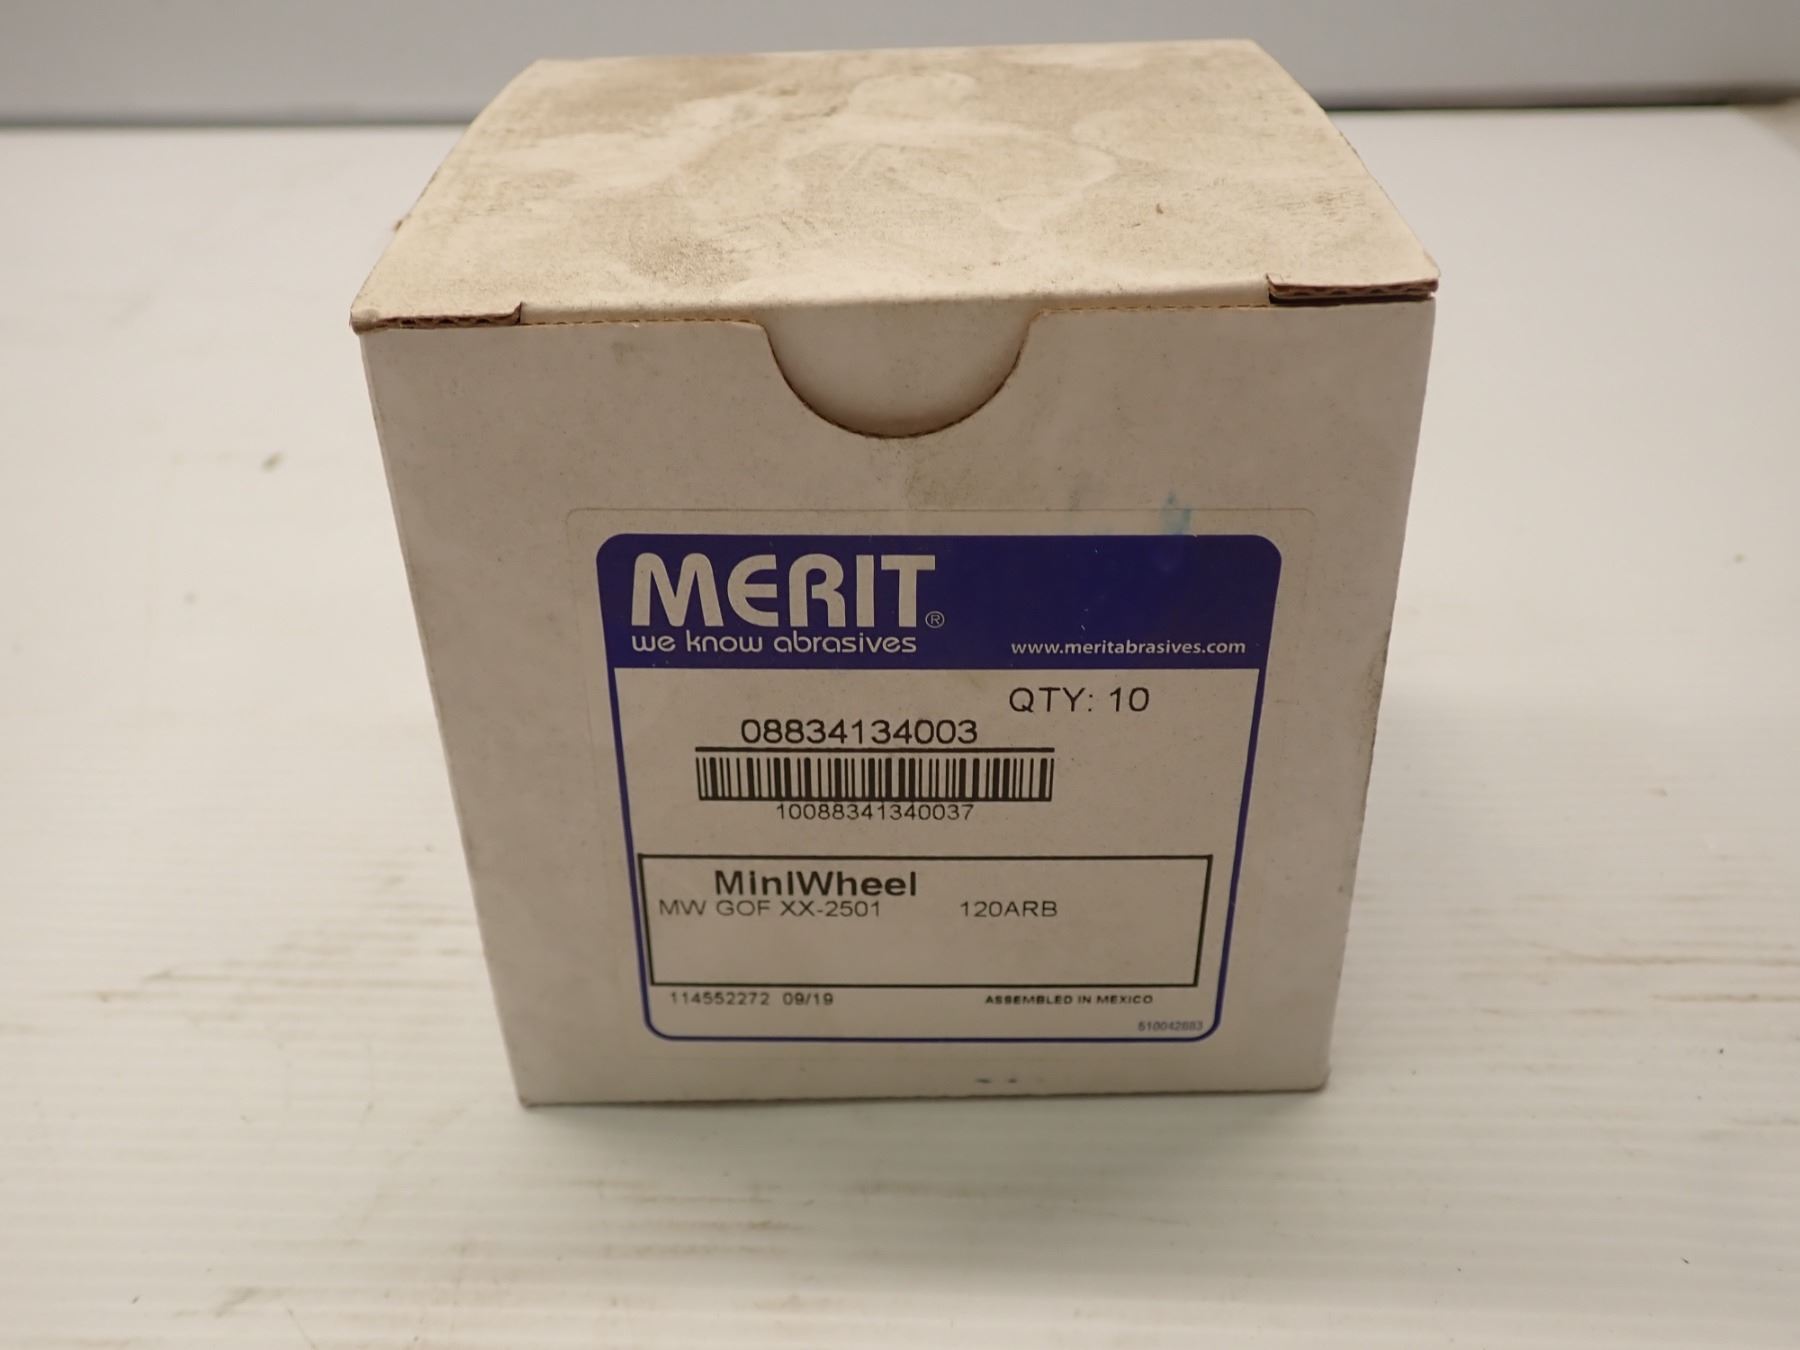 MERIT®
we know abrasives
www.meritabrasives.com
QTY: 10
08834134003
10088341340037
MiniWheel
MW GOF XX-2501 120ARB
114552272 09/19 ASSEMBLED IN MEXICO
510042883